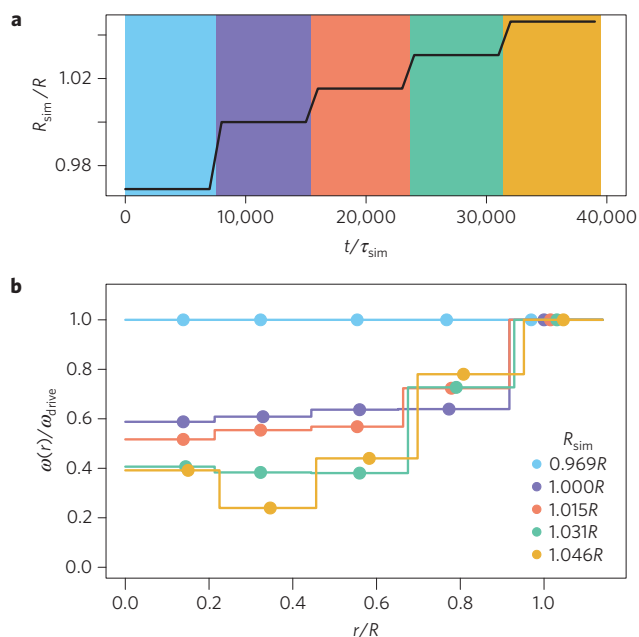 a
R_sim/R
1.02
0.98
0
10,000
20,000
30,000
40,000
t/τ_sim
b
ω(r)/ω_drive
1.0
0.8
0.6
0.4
0.2
0.0
R_sim
0.969R
1.000R
1.015R
1.031R
1.046R
0.0
0.2
0.4
0.6
0.8
1.0
r/R